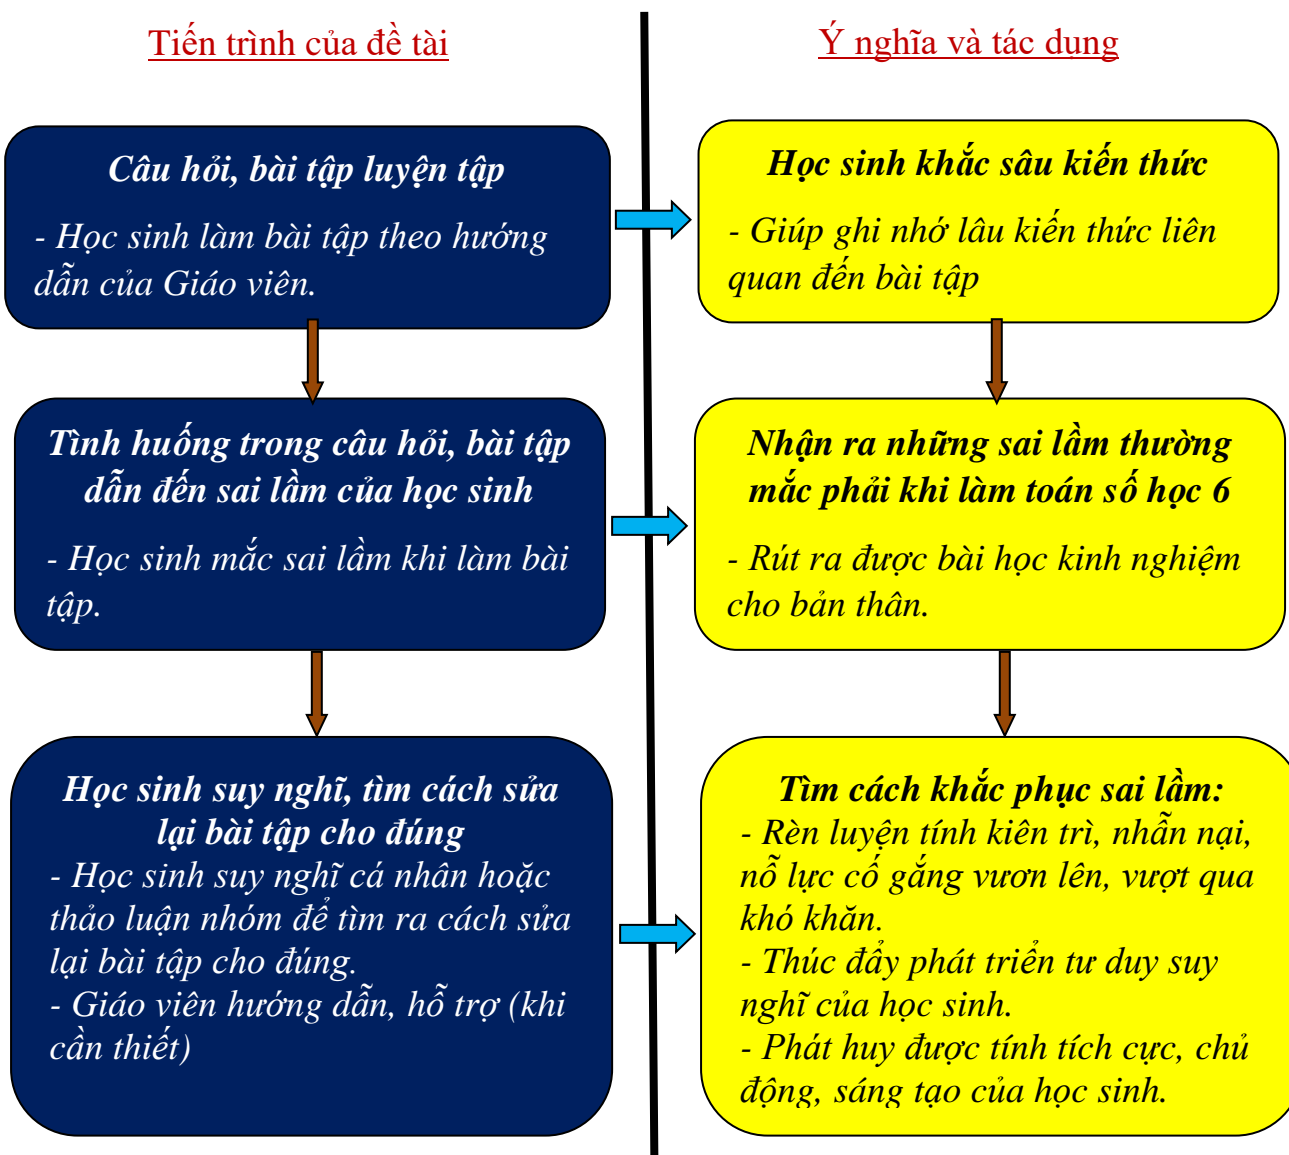 Tiến trình của đề tài
Ý nghĩa và tác dụng
Câu hỏi, bài tập luyện tập
- Học sinh làm bài tập theo hướng
dẫn của Giáo viên.
Học sinh khắc sâu kiến thức
- Giúp ghi nhớ lâu kiến thức liên
quan đến bài tập
Tình huống trong câu hỏi, bài tập
dẫn đến sai lầm của học sinh
- Học sinh mắc sai lầm khi làm bài
tập.
Nhận ra những sai lầm thường
mắc phải khi làm toán số học 6
- Rút ra được bài học kinh nghiệm
cho bản thân.
Học sinh suy nghĩ, tìm cách sửa
lại bài tập cho đúng
- Học sinh suy nghĩ cá nhân hoặc
thảo luận nhóm để tìm ra cách sửa
lại bài tập cho đúng.
- Giáo viên hướng dẫn, hỗ trợ (khi
cần thiết)
Tìm cách khắc phục sai lầm:
- Rèn luyện tính kiên trì, nhẫn nại,
nỗ lực cố gắng vươn lên, vượt qua
khó khăn.
- Thúc đẩy phát triển tư duy suy
nghĩ của học sinh.
- Phát huy được tính tích cực, chủ
động, sáng tạo của học sinh.